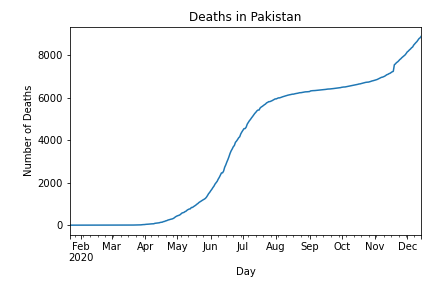 Deaths in Pakistan
Number of Deaths
8000
6000
4000
2000
0
Feb Mar Apr May Jun Jul Aug Sep Oct Nov Dec
2020
Day